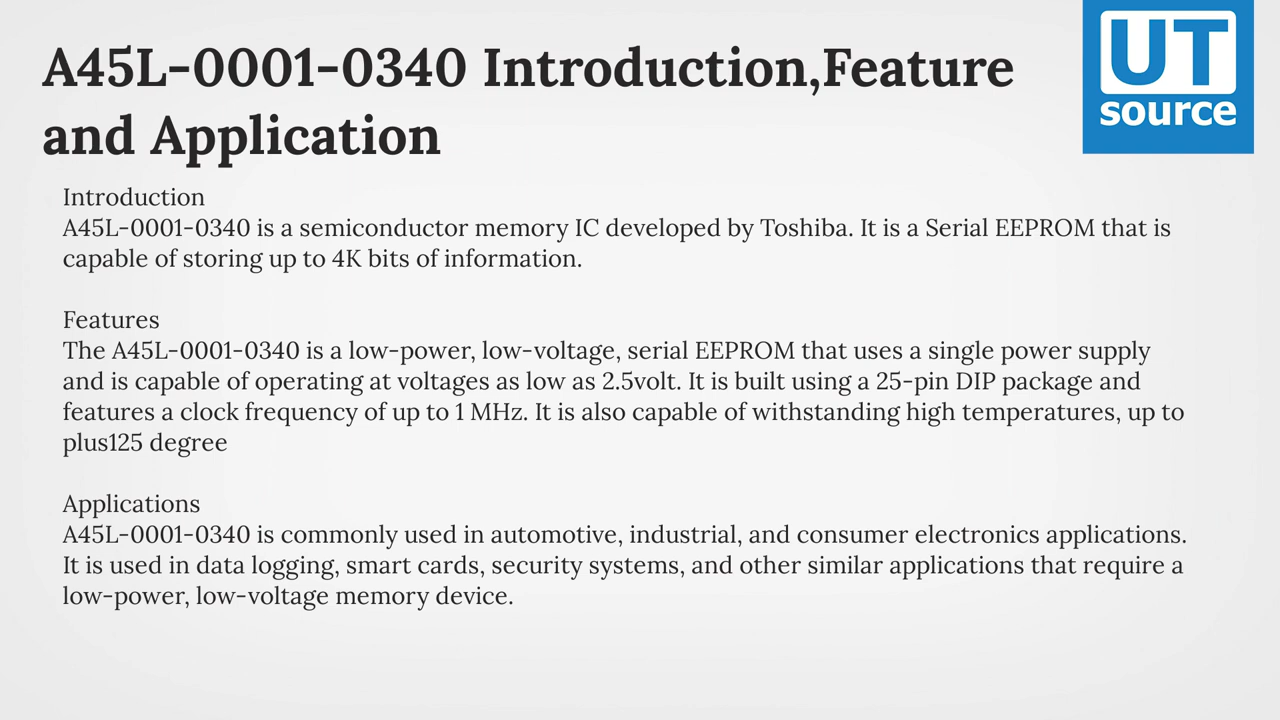 A45L-0001-0340 Introduction,Feature
and Application
UT
source
Introduction
A45L-0001-0340 is a semiconductor memory IC developed by Toshiba. It is a Serial EEPROM that is
capable of storing up to 4K bits of information.
Features
The A45L-0001-0340 is a low-power, low-voltage, serial EEPROM that uses a single power supply
and is capable of operating at voltages as low as 2.5volt. It is built using a 25-pin DIP package and
features a clock frequency of up to 1 MHz. It is also capable of withstanding high temperatures, up to
plus125 degree
Applications
A45L-0001-0340 is commonly used in automotive, industrial, and consumer electronics applications.
It is used in data logging, smart cards, security systems, and other similar applications that require a
low-power, low-voltage memory device.